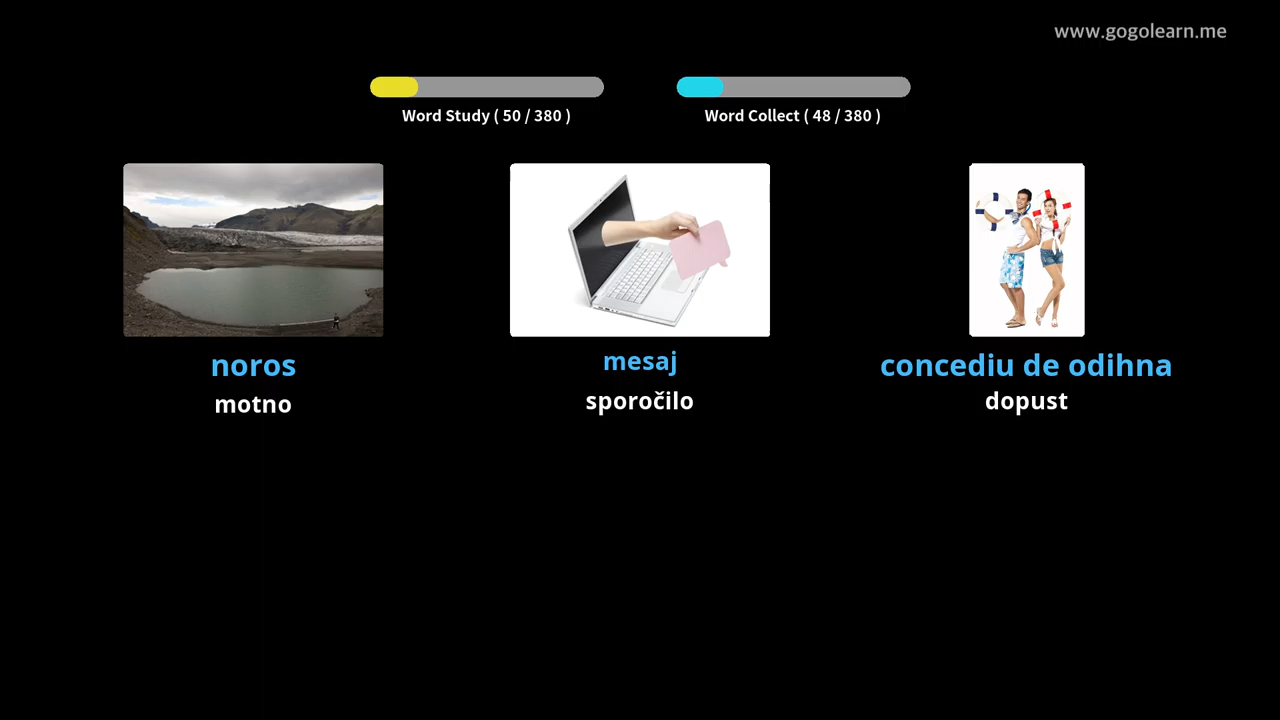 www.gogolearn.me
Word Study ( 50 / 380 )
Word Collect ( 48 / 380 )
noros
motno
mesaj
sporočilo
concediu de odihna
dopust